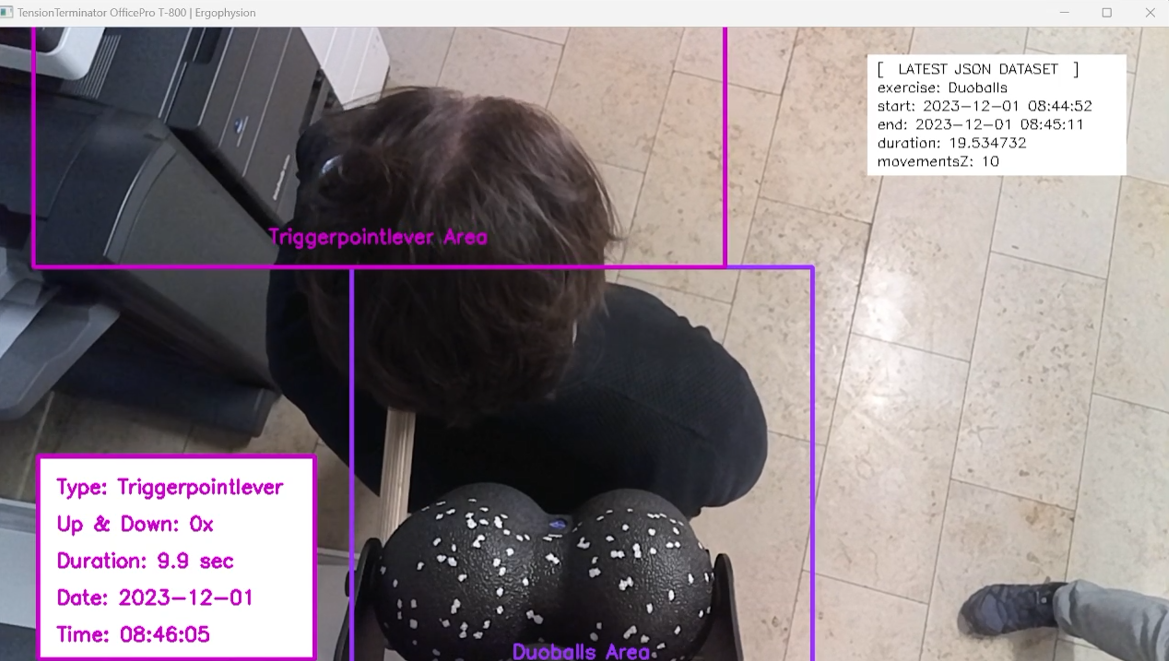 TensionTerminator OfficePro T-800 | Ergophysion
[ LATEST JSON DATASET ]
exercise: Duoballs
start: 2023-12-01 08:44:52
end: 2023-12-01 08:45:11
duration: 19.534732
movementsZ: 10
Triggerpointlever Area
Type: Triggerpointlever
Up & Down: 0x
Duration: 9.9 sec
Date: 2023-12-01
Time: 08:46:05
Duoballs Area